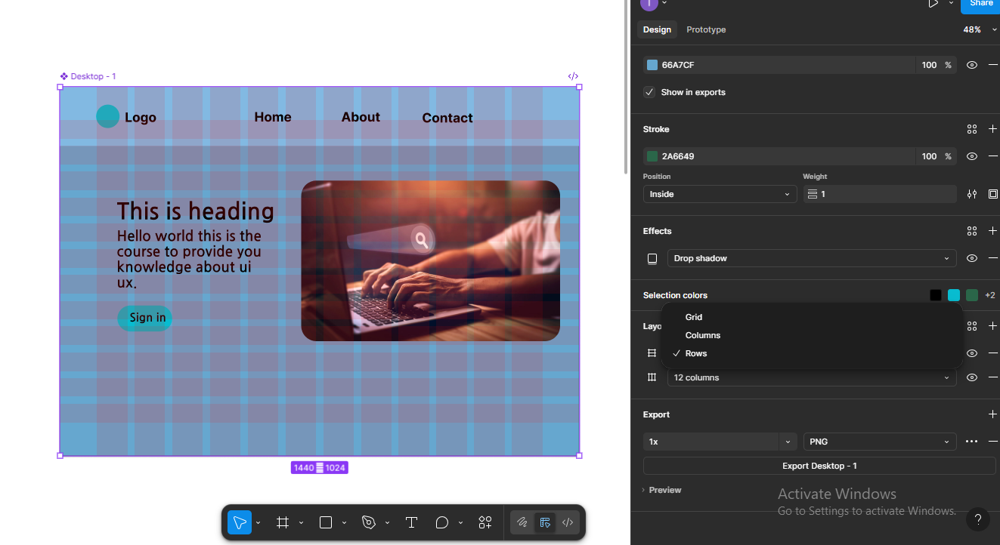 Share
Design Prototype 48%
66A7CF 100 %
Show in exports
Stroke
2A6649 100 %
Position Weight
Inside 1
Effects
Drop shadow
Selection colors +2
Layo
Grid
Columns
Rows
12 columns
Export
1x PNG
Export Desktop - 1
Preview
Activate Windows
Go to Settings to activate Windows.
?
Desktop - 1 </>
Logo Home About Contact
This is heading
Hello world this is the
course to provide you
knowledge about ui
ux.
Sign in
1440 1024
T </>